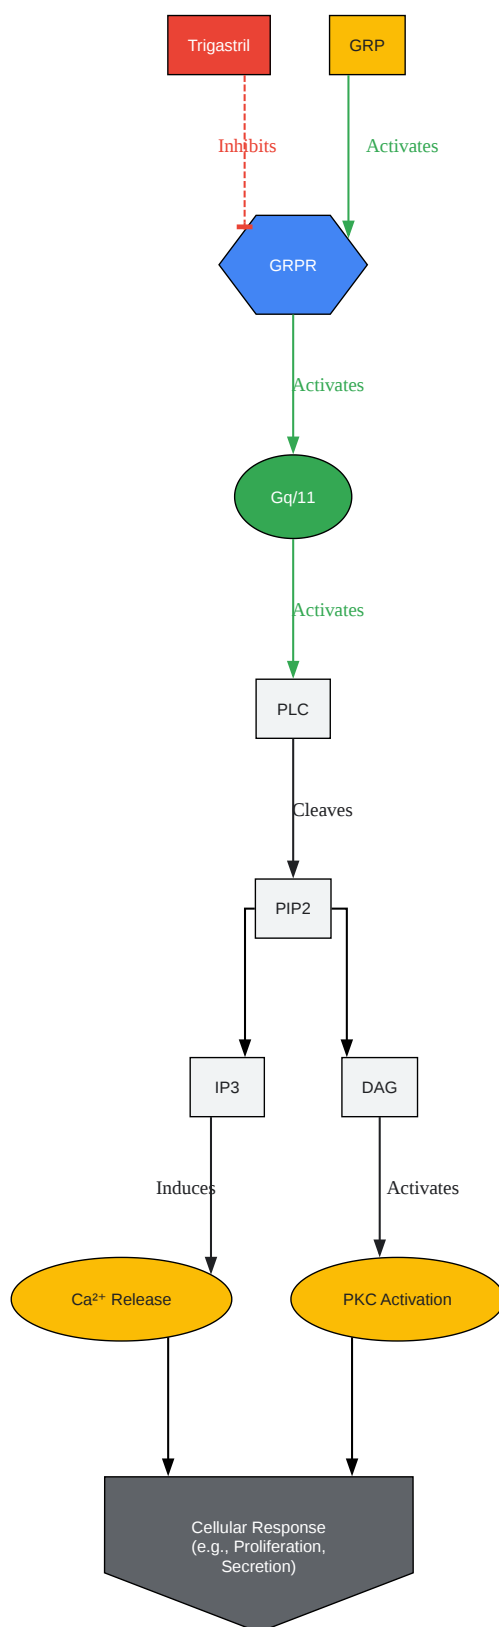 Trigastril
GRP
Inhibits
Activates
GRPR
Activates
Gq/11
Activates
PLC
Cleaves
PIP2
IP3
DAG
Induces
Activates
Ca²⁺ Release
PKC Activation
Cellular Response
(e.g., Proliferation,
Secretion)